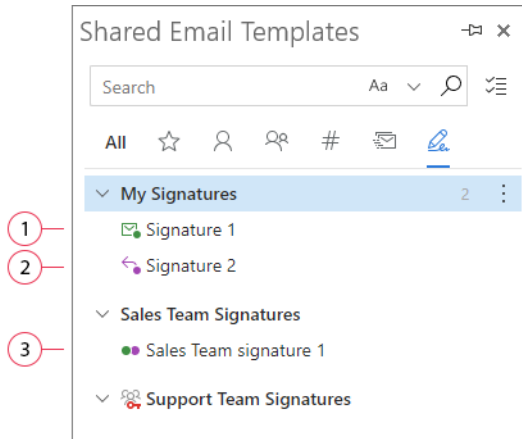 Shared Email Templates
Search Aa
All #
My Signatures 2
1 Signature 1
2 Signature 2
Sales Team Signatures
3 Sales Team signature 1
Support Team Signatures